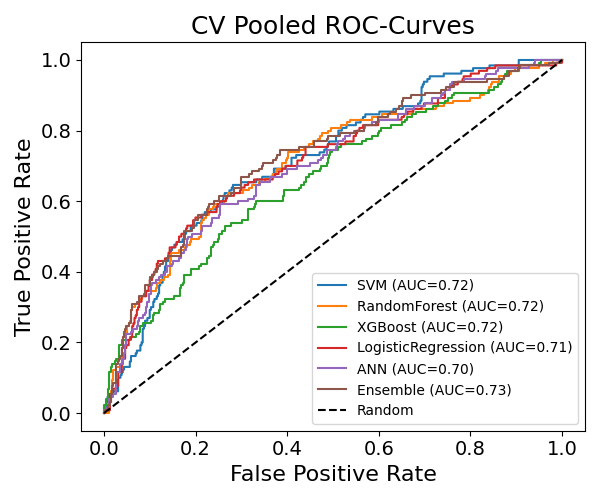 CV Pooled ROC-Curves
True Positive Rate
1.0
0.8
0.6
0.4
0.2
0.0
SVM (AUC=0.72)
RandomForest (AUC=0.72)
XGBoost (AUC=0.72)
LogisticRegression (AUC=0.71)
ANN (AUC=0.70)
Ensemble (AUC=0.73)
Random
0.0 0.2 0.4 0.6 0.8 1.0
False Positive Rate